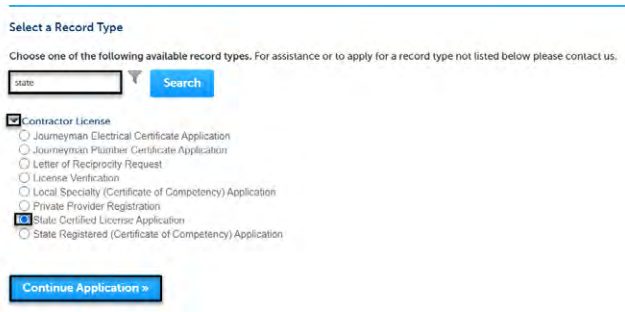 Select a Record Type
Choose one of the following available record types. For assistance or to apply for a record type not listed below please contact us.
state
Search
Contractor License
Journeyman Electrical Certificate Application
Journeyman Plumber Certificate Application
Letter of Reciprocity Request
License Verification
Local Specialty (Certificate of Competency) Application
Private Provider Registration
State Certified License Application
State Registered (Certificate of Competency) Application
Continue Application »